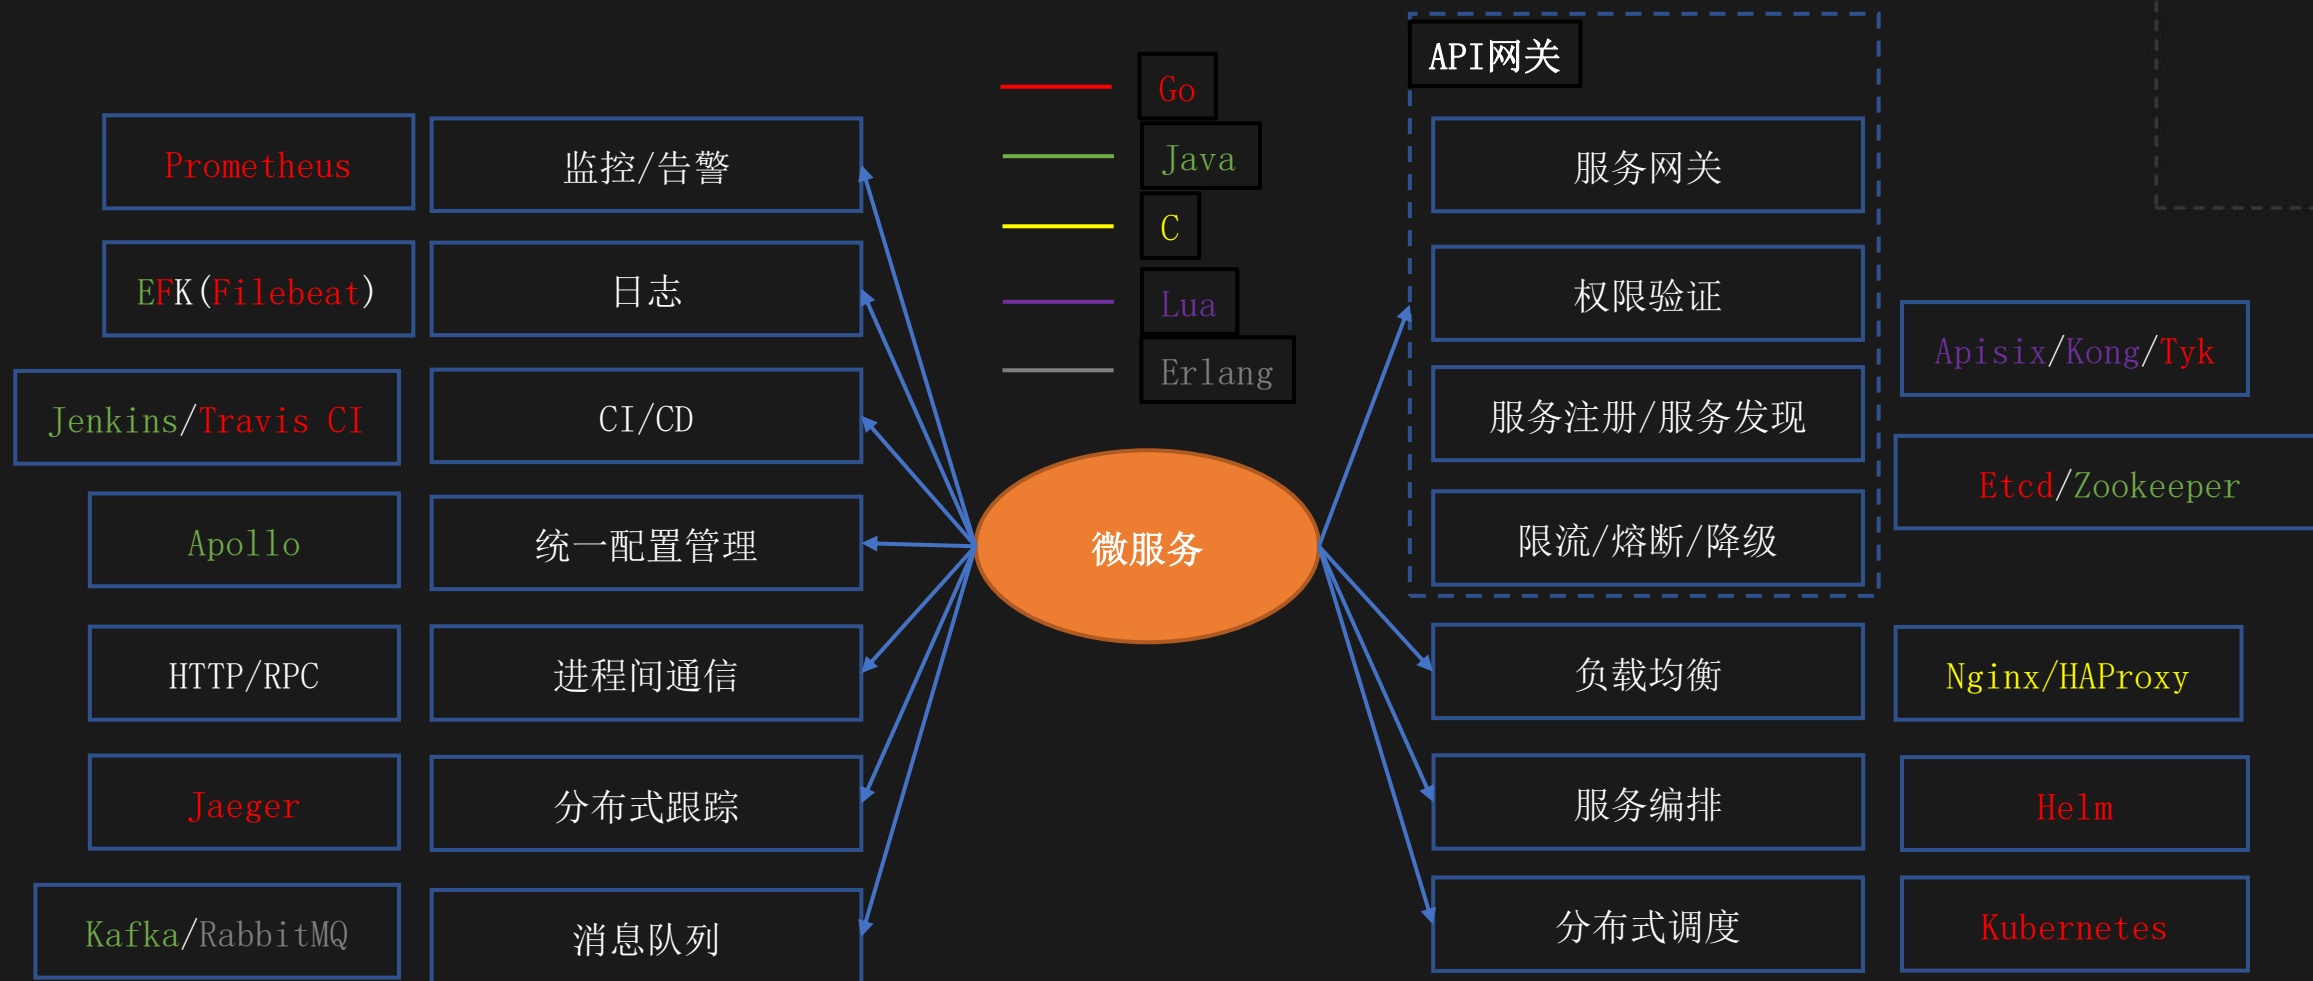 API网关
Go
Java
C
Lua
Erlang
Prometheus
监控/告警
服务网关
EFK(Filebeat)
日志
权限验证
Apisix/Kong/Tyk
Jenkins/Travis CI
CI/CD
服务注册/服务发现
Etcd/Zookeeper
Apollo
统一配置管理
微服务
限流/熔断/降级
HTTP/RPC
进程间通信
负载均衡
Nginx/HAProxy
Jaeger
分布式跟踪
服务编排
Helm
Kafka/RabbitMQ
消息队列
分布式调度
Kubernetes